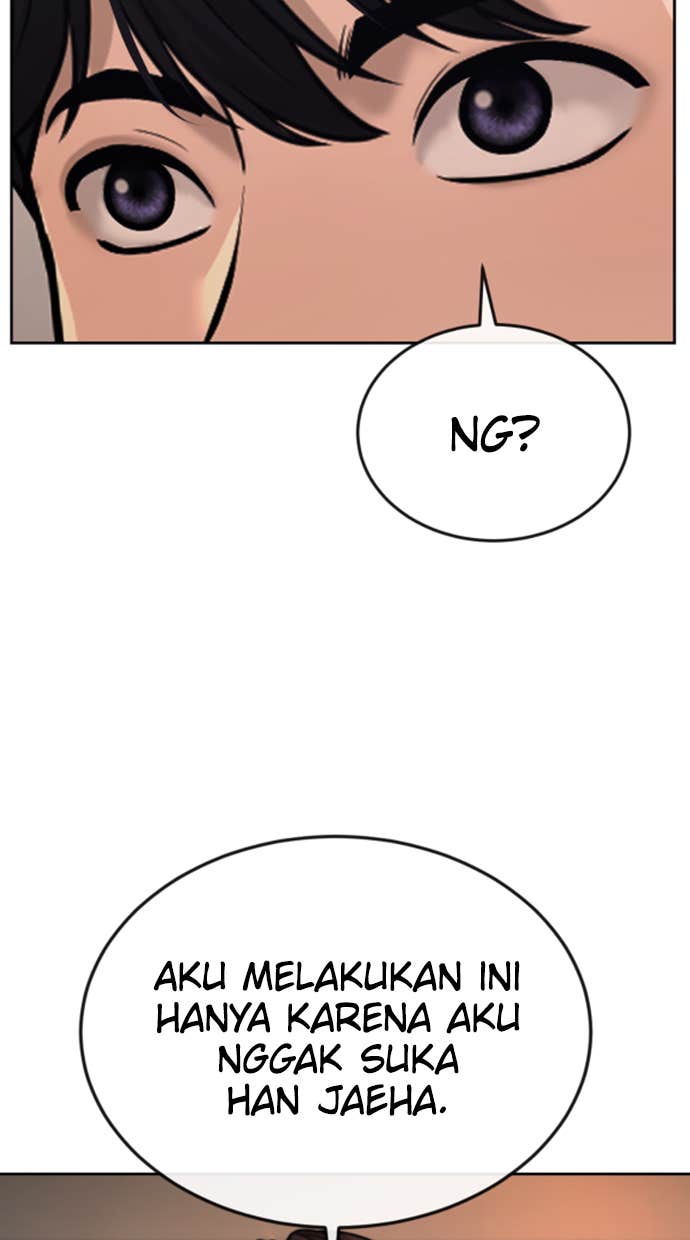 NG?
AKU MELAKUKAN INI
HANYA KARENA AKU
NGGAK SUKA
HAN JAEHA.